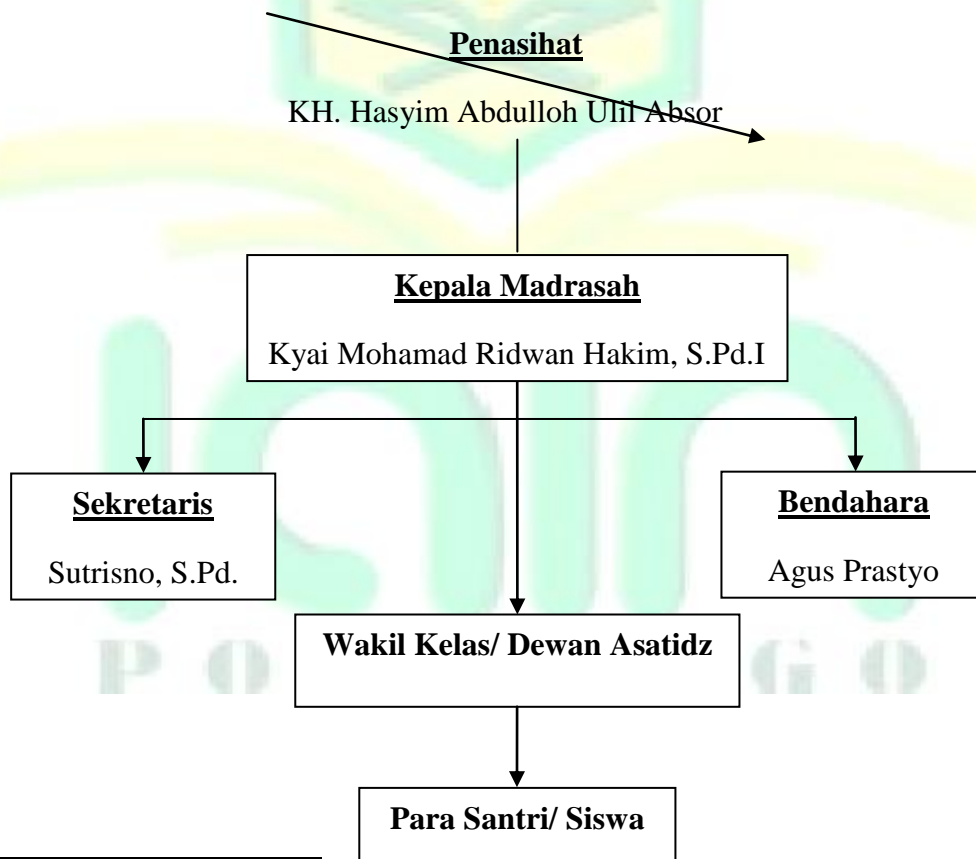 Penasihat
KH. Hasyim Abdulloh Ulil Absor
Kepala Madrasah
Kyai Mohamad Ridwan Hakim, S.Pd.I
Sekretaris
Sutrisno, S.Pd.
Bendahara
Agus Prastyo
Wakil Kelas/ Dewan Asatidz
Para Santri/ Siswa